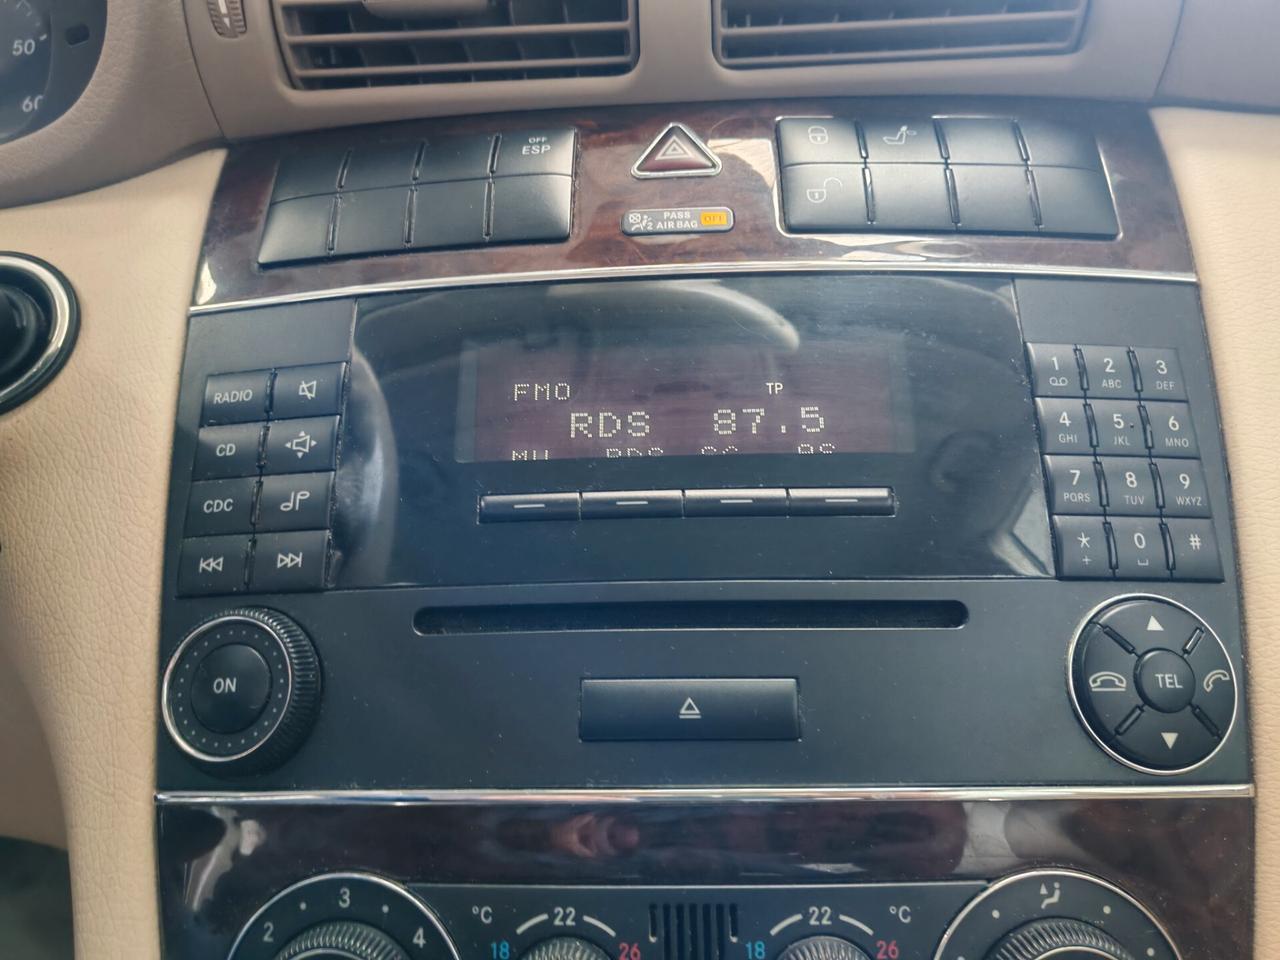 50
60
OFF
ESP
PASS
AIR BAG OFF
2
RADIO
CD
CDC
FM0 TP
RDS 87.5
1
2 ABC
3 DEF
4 GHI
5 JKL
6 MNO
7 PQRS
8 TUV
9 WXYZ
*
+
0
#
ON
TEL
2 3 4
°C 22 22 °C
18 26 18 26